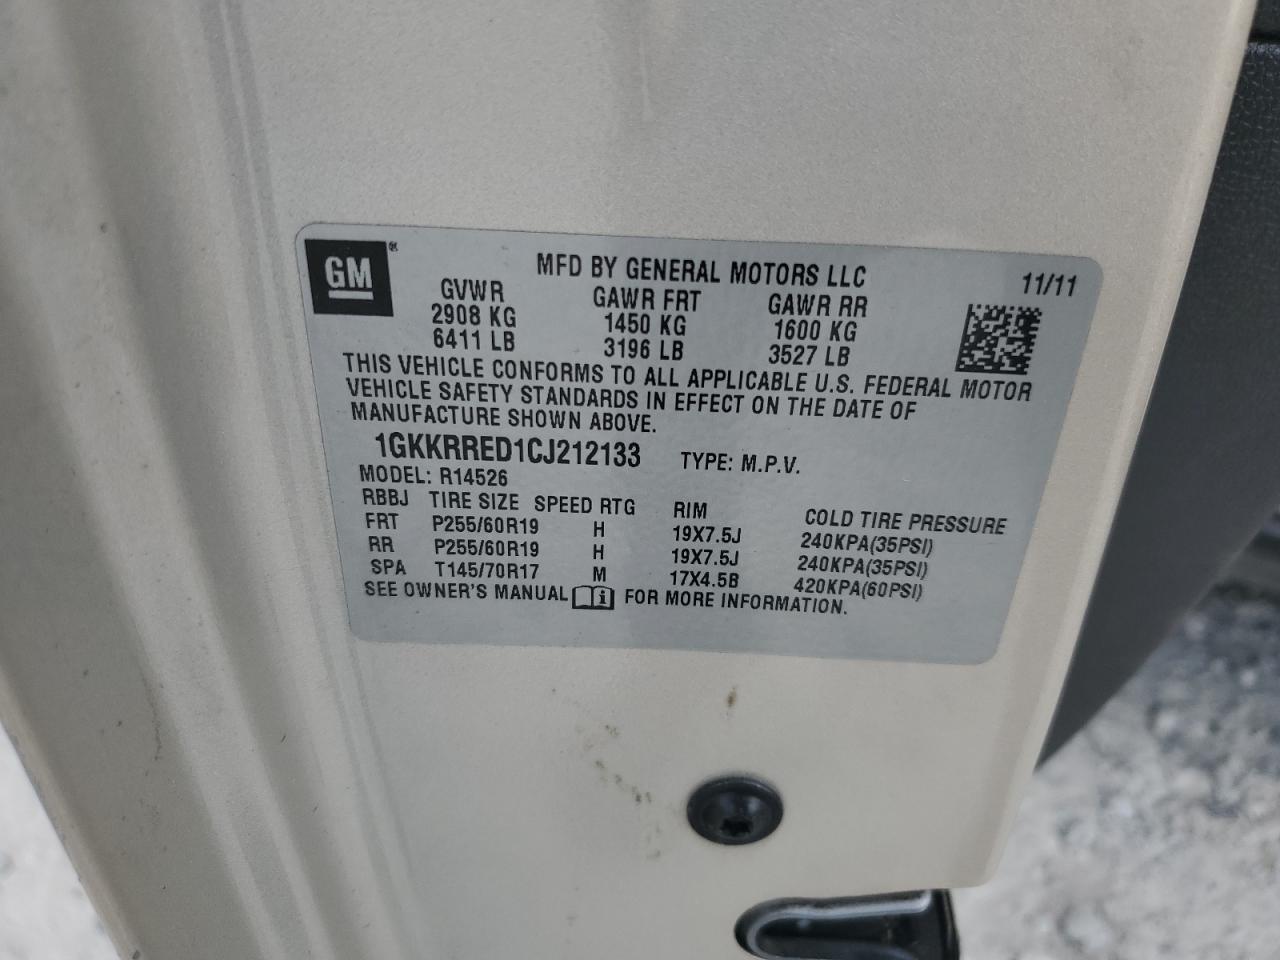 GM ® MFD BY GENERAL MOTORS LLC 11/11
GVWR GAWR FRT GAWR RR
2908 KG 1450 KG 1600 KG
6411 LB 3196 LB 3527 LB
THIS VEHICLE CONFORMS TO ALL APPLICABLE U.S. FEDERAL MOTOR
VEHICLE SAFETY STANDARDS IN EFFECT ON THE DATE OF
MANUFACTURE SHOWN ABOVE.
1GKKRRED1CJ212133 TYPE: M.P.V.
MODEL: R14526
RBBJ TIRE SIZE SPEED RTG RIM COLD TIRE PRESSURE
FRT P255/60R19 H 19X7.5J 240KPA(35PSI)
RR P255/60R19 H 19X7.5J 240KPA(35PSI)
SPA T145/70R17 M 17X4.5B 420KPA(60PSI)
SEE OWNER'S MANUAL i FOR MORE INFORMATION.